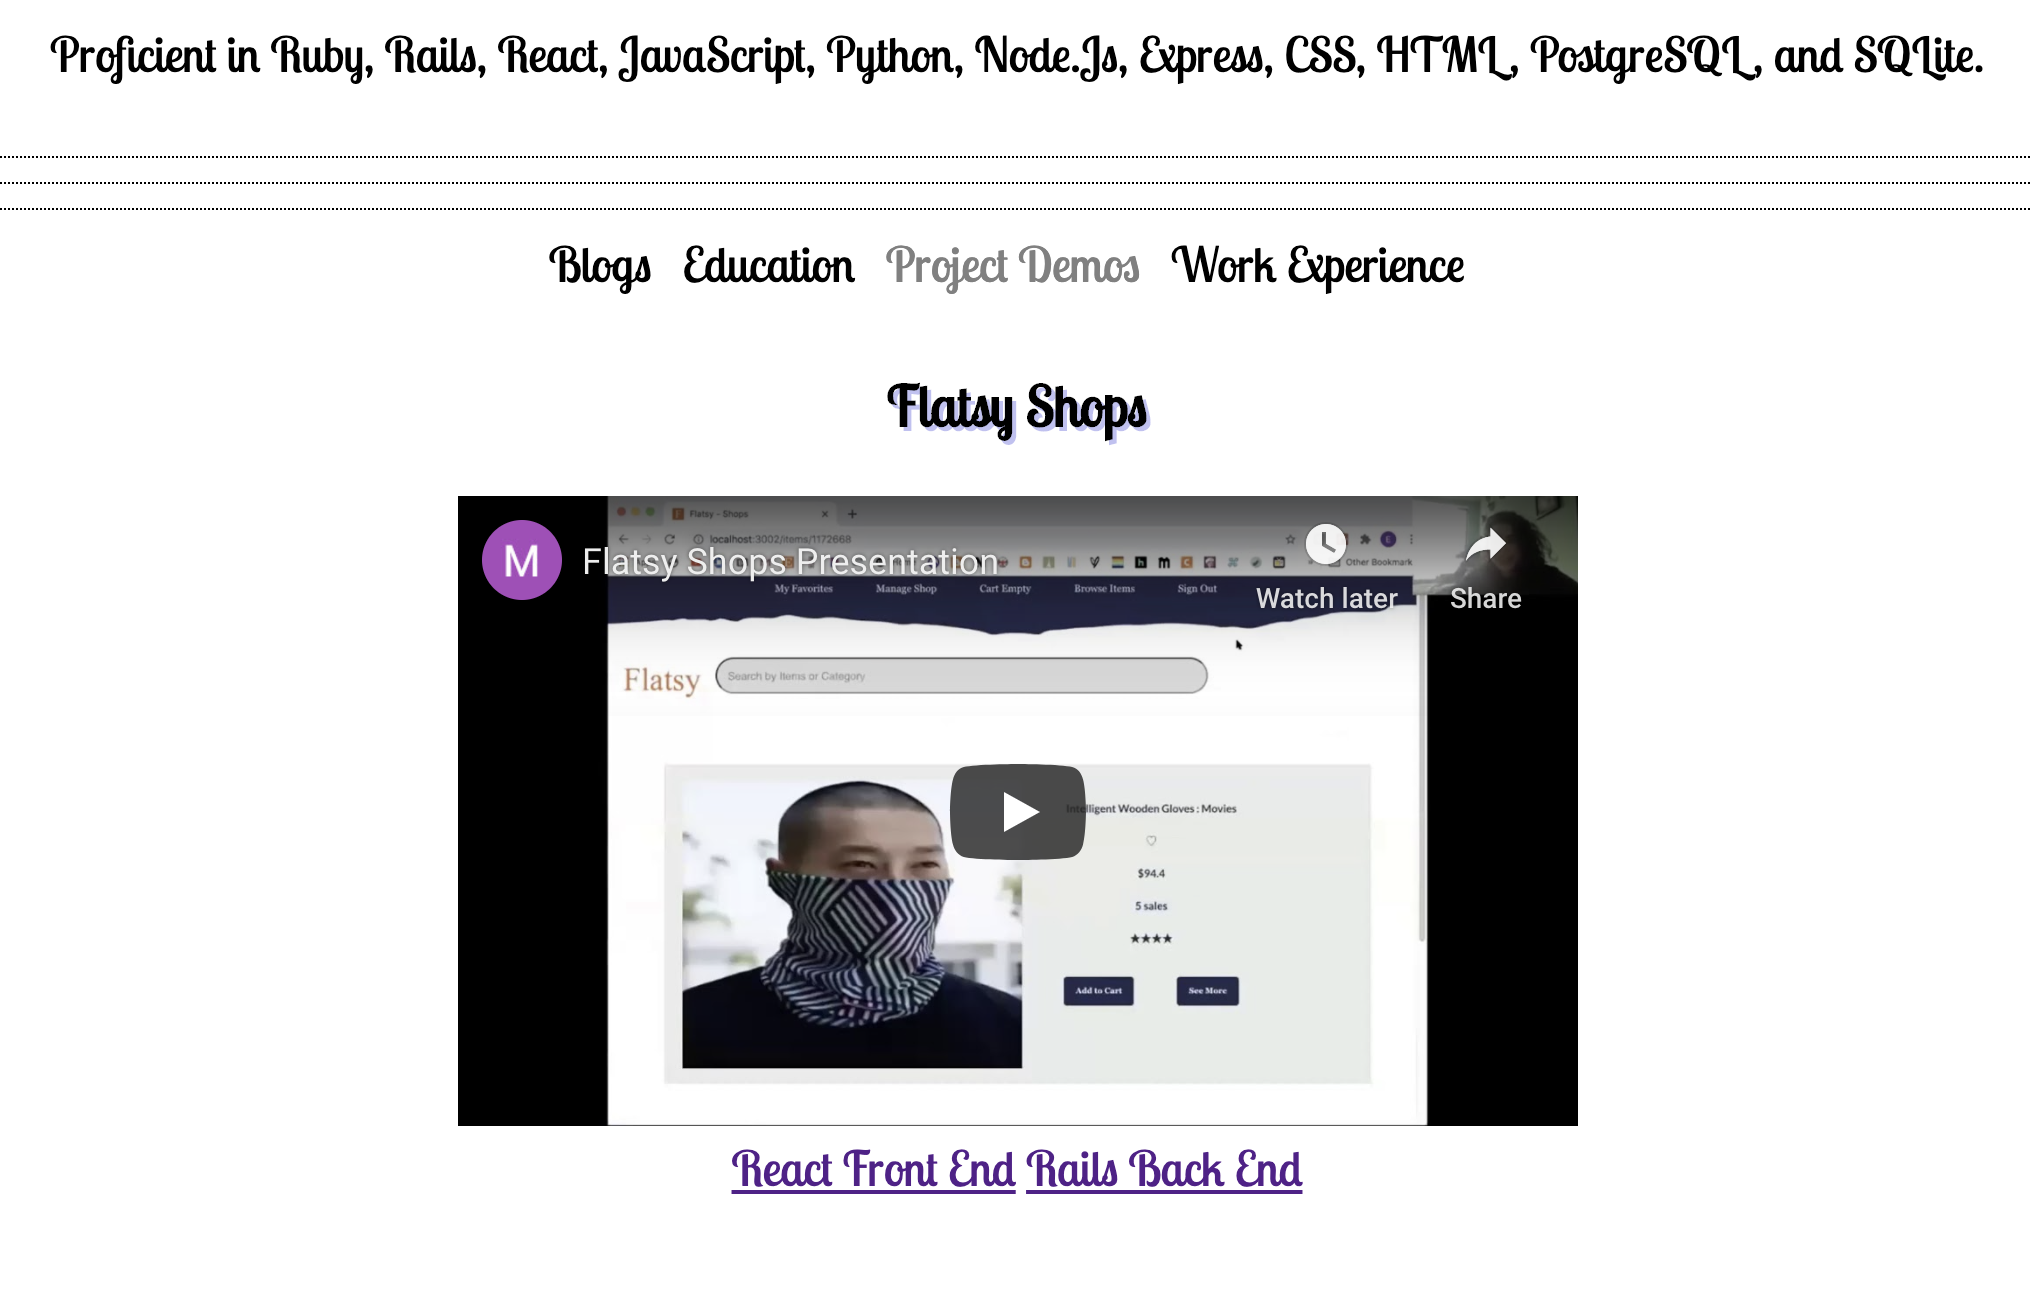 Proficient in Ruby, Rails, React, JavaScript, Python, Node.Js, Express, CSS, HTML, PostgreSQL, and SQLite.
Blogs Education Project Demos Work Experience
Flatsy Shops
Flatsy - Shops
localhost:3002/items/1172668
M Flatsy Shops Presentation
Other Bookmark
My Favorites Manage Shop Cart Empty Browse Items Sign Out
Watch later Share
Flatsy Search by Items or Category
Intelligent Wooden Gloves : Movies
$94.4
5 sales
★★★★
Add to Cart See More
React Front End Rails Back End